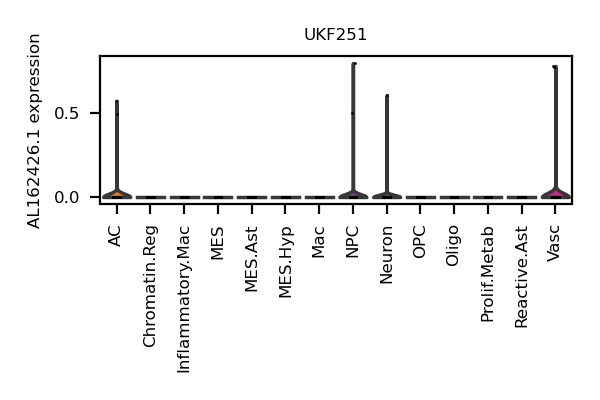 UKF251
AL162426.1 expression
0.5
0.0
AC
Chromatin.Reg
Inflammatory.Mac
MES
MES.Ast
MES.Hyp
Mac
NPC
Neuron
OPC
Oligo
Prolif.Metab
Reactive.Ast
Vasc